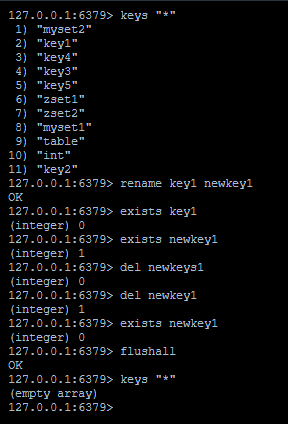 127.0.0.1:6379> keys "*"
1) "myset2"
2) "key1"
3) "key4"
4) "key3"
5) "key5"
6) "zset1"
7) "zset2"
8) "myset1"
9) "table"
10) "int"
11) "key2"
127.0.0.1:6379> rename key1 newkey1
OK
127.0.0.1:6379> exists key1
(integer) 0
127.0.0.1:6379> exists newkey1
(integer) 1
127.0.0.1:6379> del newkeys1
(integer) 0
127.0.0.1:6379> del newkey1
(integer) 1
127.0.0.1:6379> exists newkey1
(integer) 0
127.0.0.1:6379> flushall
OK
127.0.0.1:6379> keys "*"
(empty array)
127.0.0.1:6379>